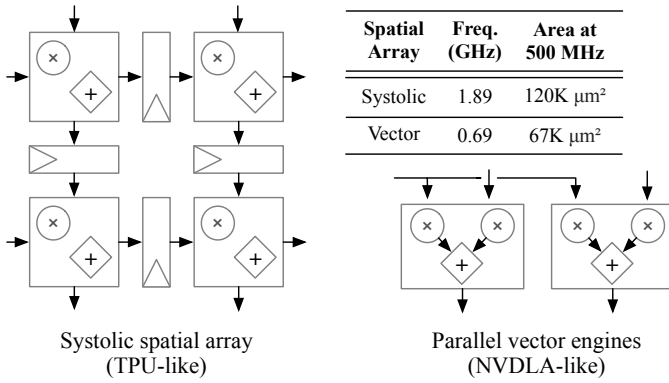 Spatial Array Freq. (GHz) Area at 500 MHz
Systolic 1.89 120K μm²
Vector 0.69 67K μm²
× + × +
× + × +
× × + × × +
Systolic spatial array
(TPU-like)
Parallel vector engines
(NVDLA-like)